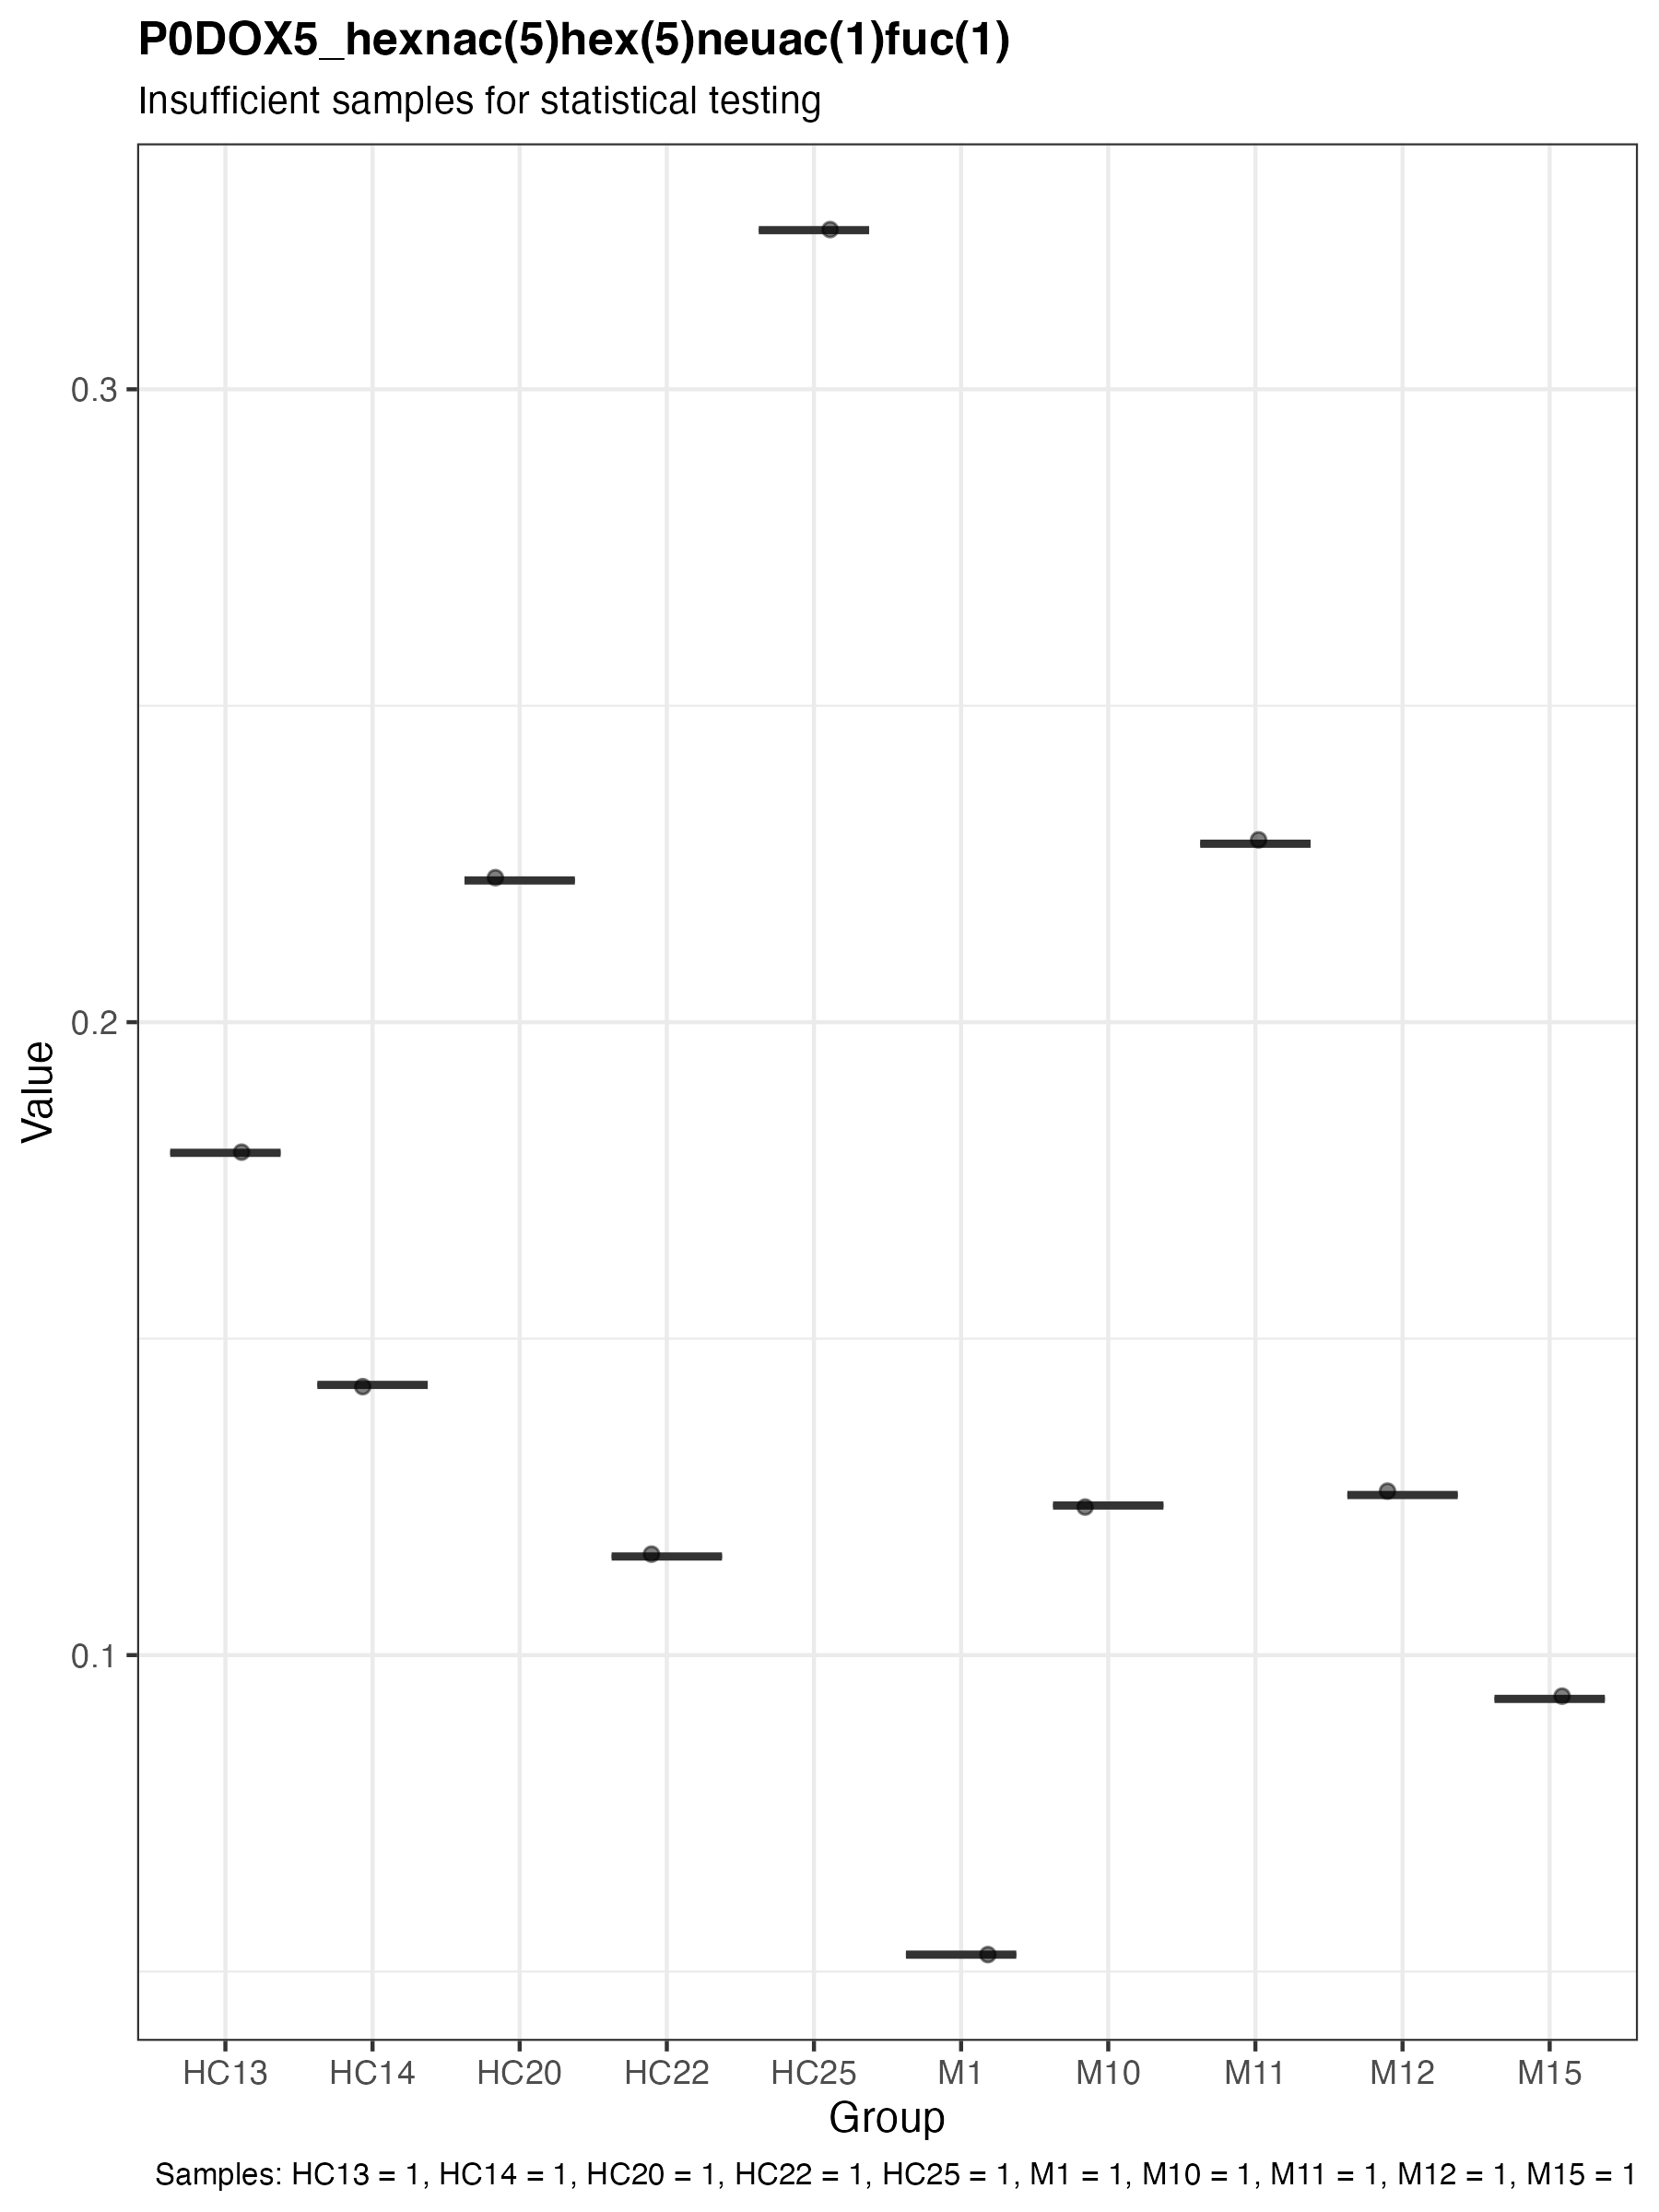 P0DOX5_hexnac(5)hex(5)neuac(1)fuc(1)
Insufficient samples for statistical testing
0.3
0.2
0.1
Value
HC13 HC14 HC20 HC22 HC25 M1 M10 M11 M12 M15
Group
Samples: HC13 = 1, HC14 = 1, HC20 = 1, HC22 = 1, HC25 = 1, M1 = 1, M10 = 1, M11 = 1, M12 = 1, M15 = 1